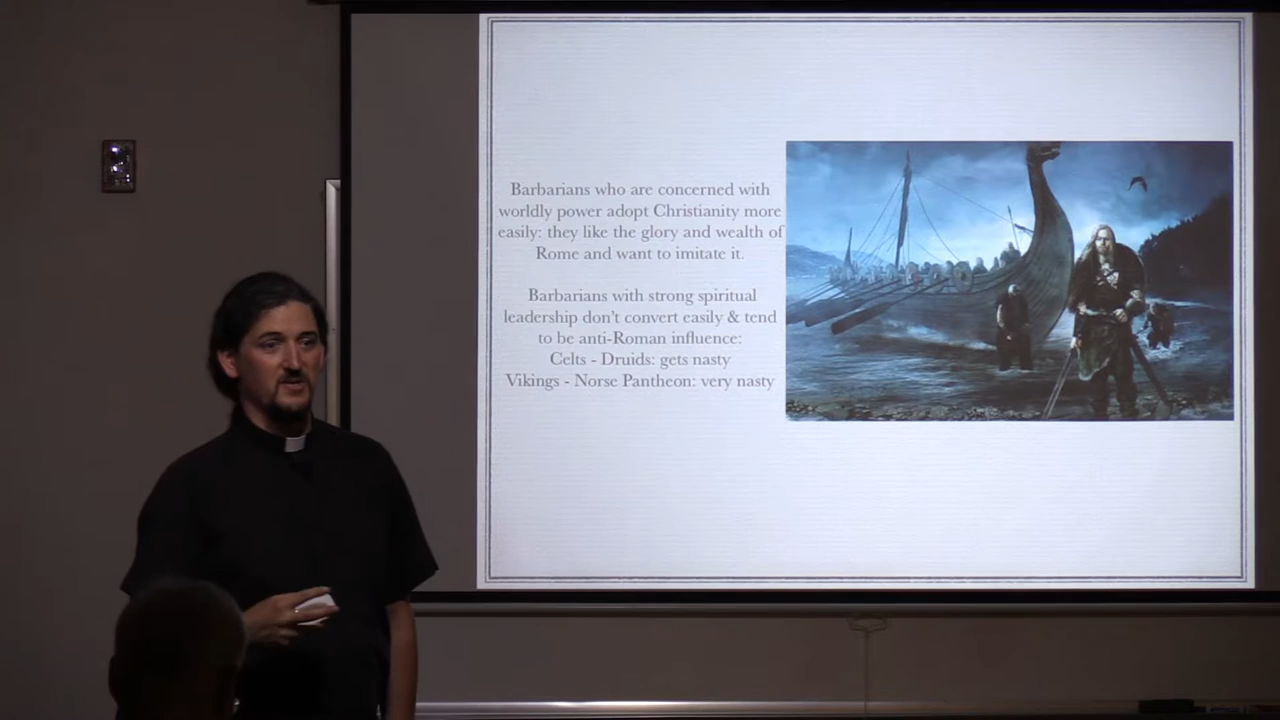 Barbarians who are concerned with
worldly power adopt Christianity more
easily: they like the glory and wealth of
Rome and want to imitate it.
Barbarians with strong spiritual
leadership don't convert easily & tend
to be anti-Roman influence:
Celts - Druids: gets nasty
Vikings - Norse Pantheon: very nasty